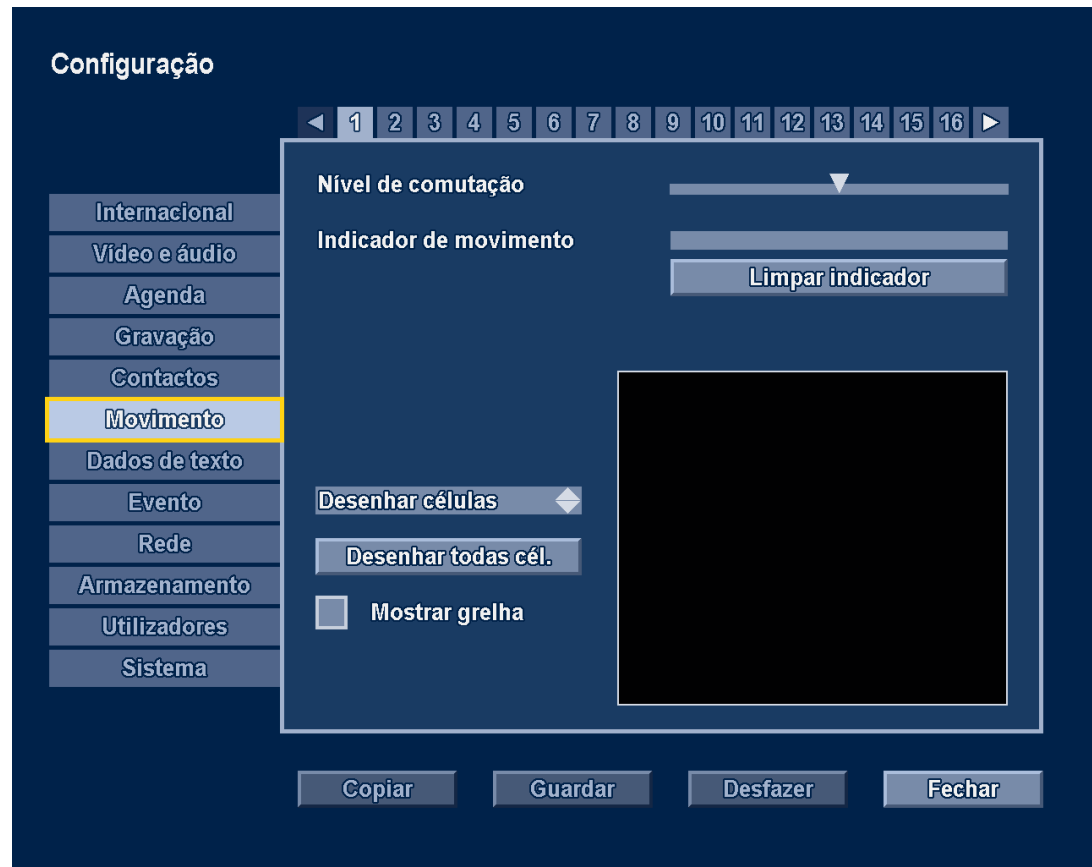 Configuração
1 2 3 4 5 6 7 8 9 10 11 12 13 14 15 16
Internacional
Vídeo e áudio
Agenda
Gravação
Contactos
Movimento
Dados de texto
Evento
Rede
Armazenamento
Utilizadores
Sistema
Nível de comutação
Indicador de movimento
Limpar indicador
Desenhar células
Desenhar todas cél.
Mostrar grelha
Copiar Guardar Desfazer Fechar